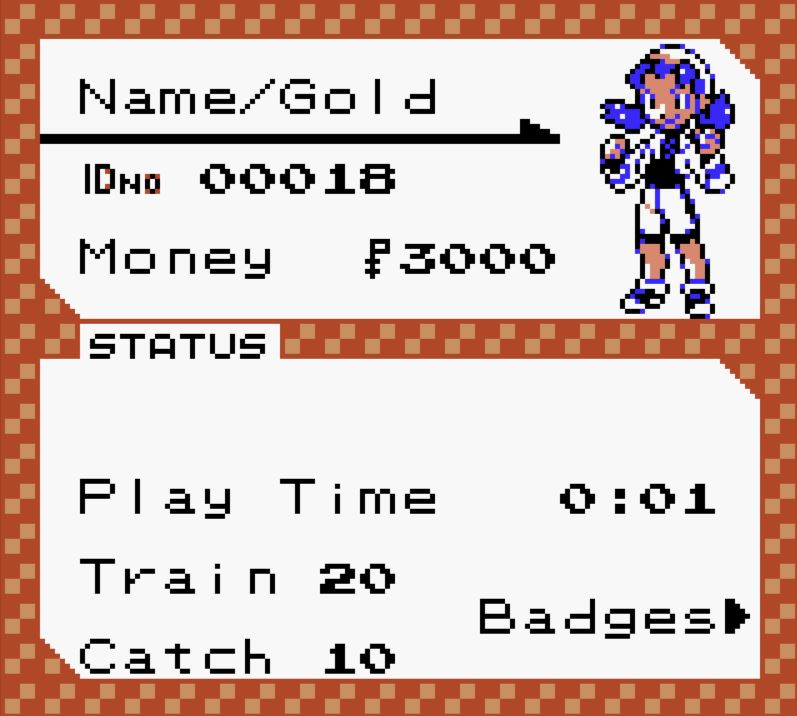 Name/Gold
IDNO 00018
Money ₽3000
STATUS
Play Time 0:01
Train 20
Badges▶
Catch 10